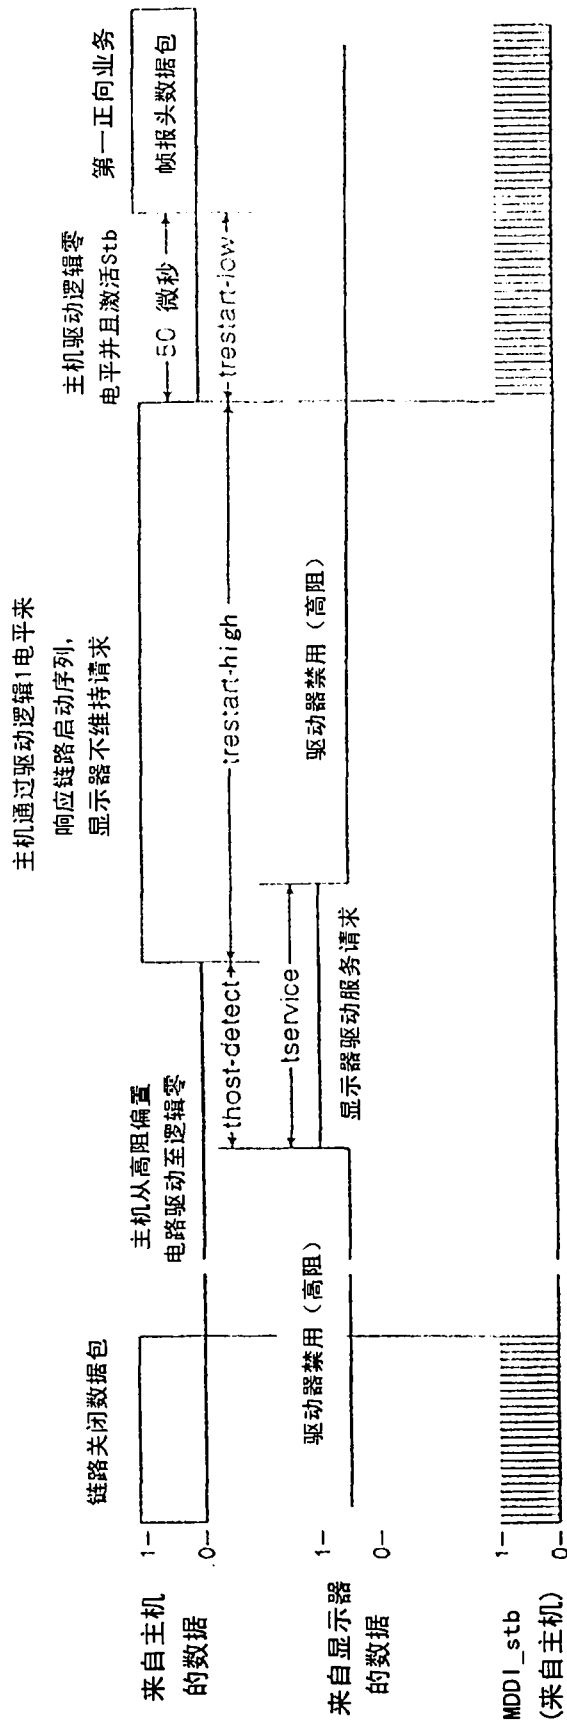 链路关闭数据包
主机从高阻偏置
电路驱动至逻辑零
主机通过驱动逻辑1电平来
响应链路启动序列，
显示器不维持请求
主机驱动逻辑零
电平并且激活Stb
第一正向业务
来自主机
的数据
1-
0-
50 微秒
帧报头数据包
thost-detect
trestart-high
trestart-low
来自显示器
的数据
1-
0-
驱动器禁用（高阻）
tservice
显示器驱动服务请求
驱动器禁用（高阻）
MDDI_stb
(来自主机)
1-
0-